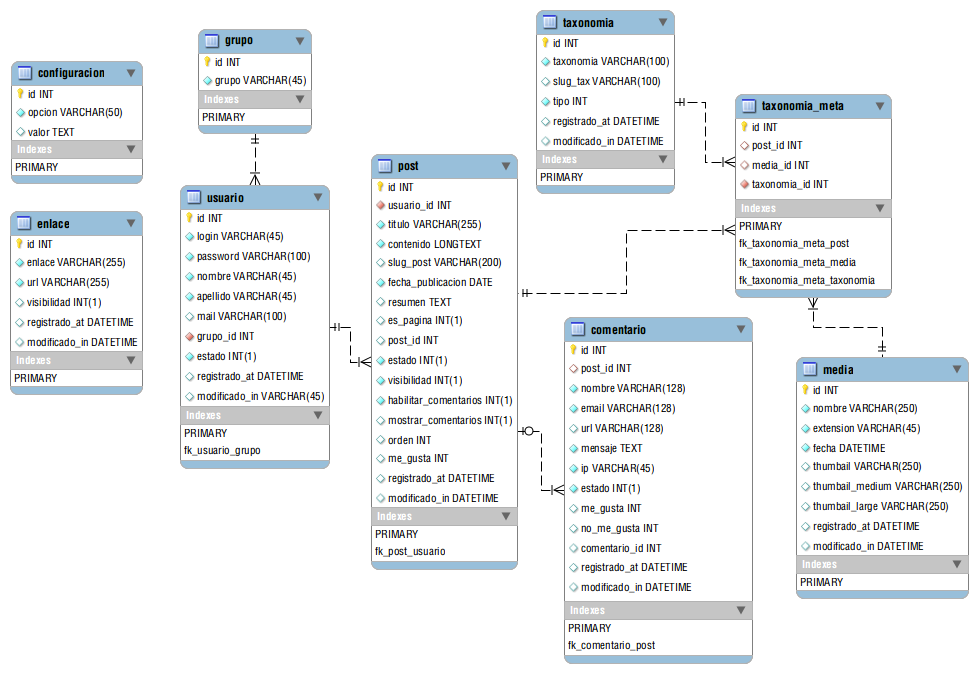 configuracion
id INT
opcion VARCHAR(50)
valor TEXT
Indexes
PRIMARY
enlace
id INT
enlace VARCHAR(255)
url VARCHAR(255)
visibilidad INT(1)
registrado_at DATETIME
modificado_in DATETIME
Indexes
PRIMARY
grupo
id INT
grupo VARCHAR(45)
Indexes
PRIMARY
usuario
id INT
login VARCHAR(45)
password VARCHAR(100)
nombre VARCHAR(45)
apellido VARCHAR(45)
mail VARCHAR(100)
grupo_id INT
estado INT(1)
registrado_at DATETIME
modificado_in VARCHAR(45)
Indexes
PRIMARY
fk_usuario_grupo
post
id INT
usuario_id INT
titulo VARCHAR(255)
contenido LONGTEXT
slug_post VARCHAR(200)
fecha_publicacion DATE
resumen TEXT
es_pagina INT(1)
post_id INT
estado INT(1)
visibilidad INT(1)
habilitar_comentarios INT(1)
mostrar_comentarios INT(1)
orden INT
me_gusta INT
registrado_at DATETIME
modificado_in DATETIME
Indexes
PRIMARY
fk_post_usuario
taxonomia
id INT
taxonomia VARCHAR(100)
slug_tax VARCHAR(100)
tipo INT
registrado_at DATETIME
modificado_in DATETIME
Indexes
PRIMARY
taxonomia_meta
id INT
post_id INT
media_id INT
taxonomia_id INT
Indexes
PRIMARY
fk_taxonomia_meta_post
fk_taxonomia_meta_media
fk_taxonomia_meta_taxonomia
comentario
id INT
post_id INT
nombre VARCHAR(128)
email VARCHAR(128)
url VARCHAR(128)
mensaje TEXT
ip VARCHAR(45)
estado INT(1)
me_gusta INT
no_me_gusta INT
comentario_id INT
registrado_at DATETIME
modificado_in DATETIME
Indexes
PRIMARY
fk_comentario_post
media
id INT
nombre VARCHAR(250)
extension VARCHAR(45)
fecha DATETIME
thumbail VARCHAR(250)
thumbail_medium VARCHAR(250)
thumbail_large VARCHAR(250)
registrado_at DATETIME
modificado_in DATETIME
Indexes
PRIMARY